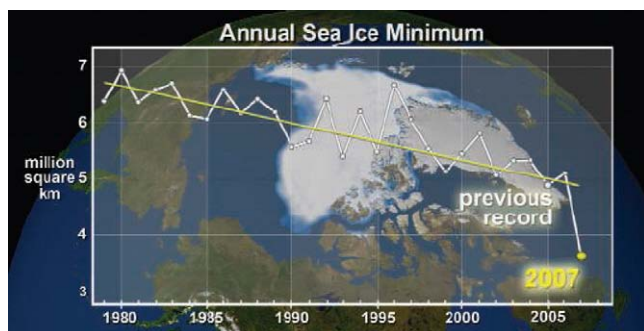 Annual Sea Ice Minimum
7
6
million
square 5
km
previous
record
4
2007
3
1980 1985 1990 1995 2000 2005